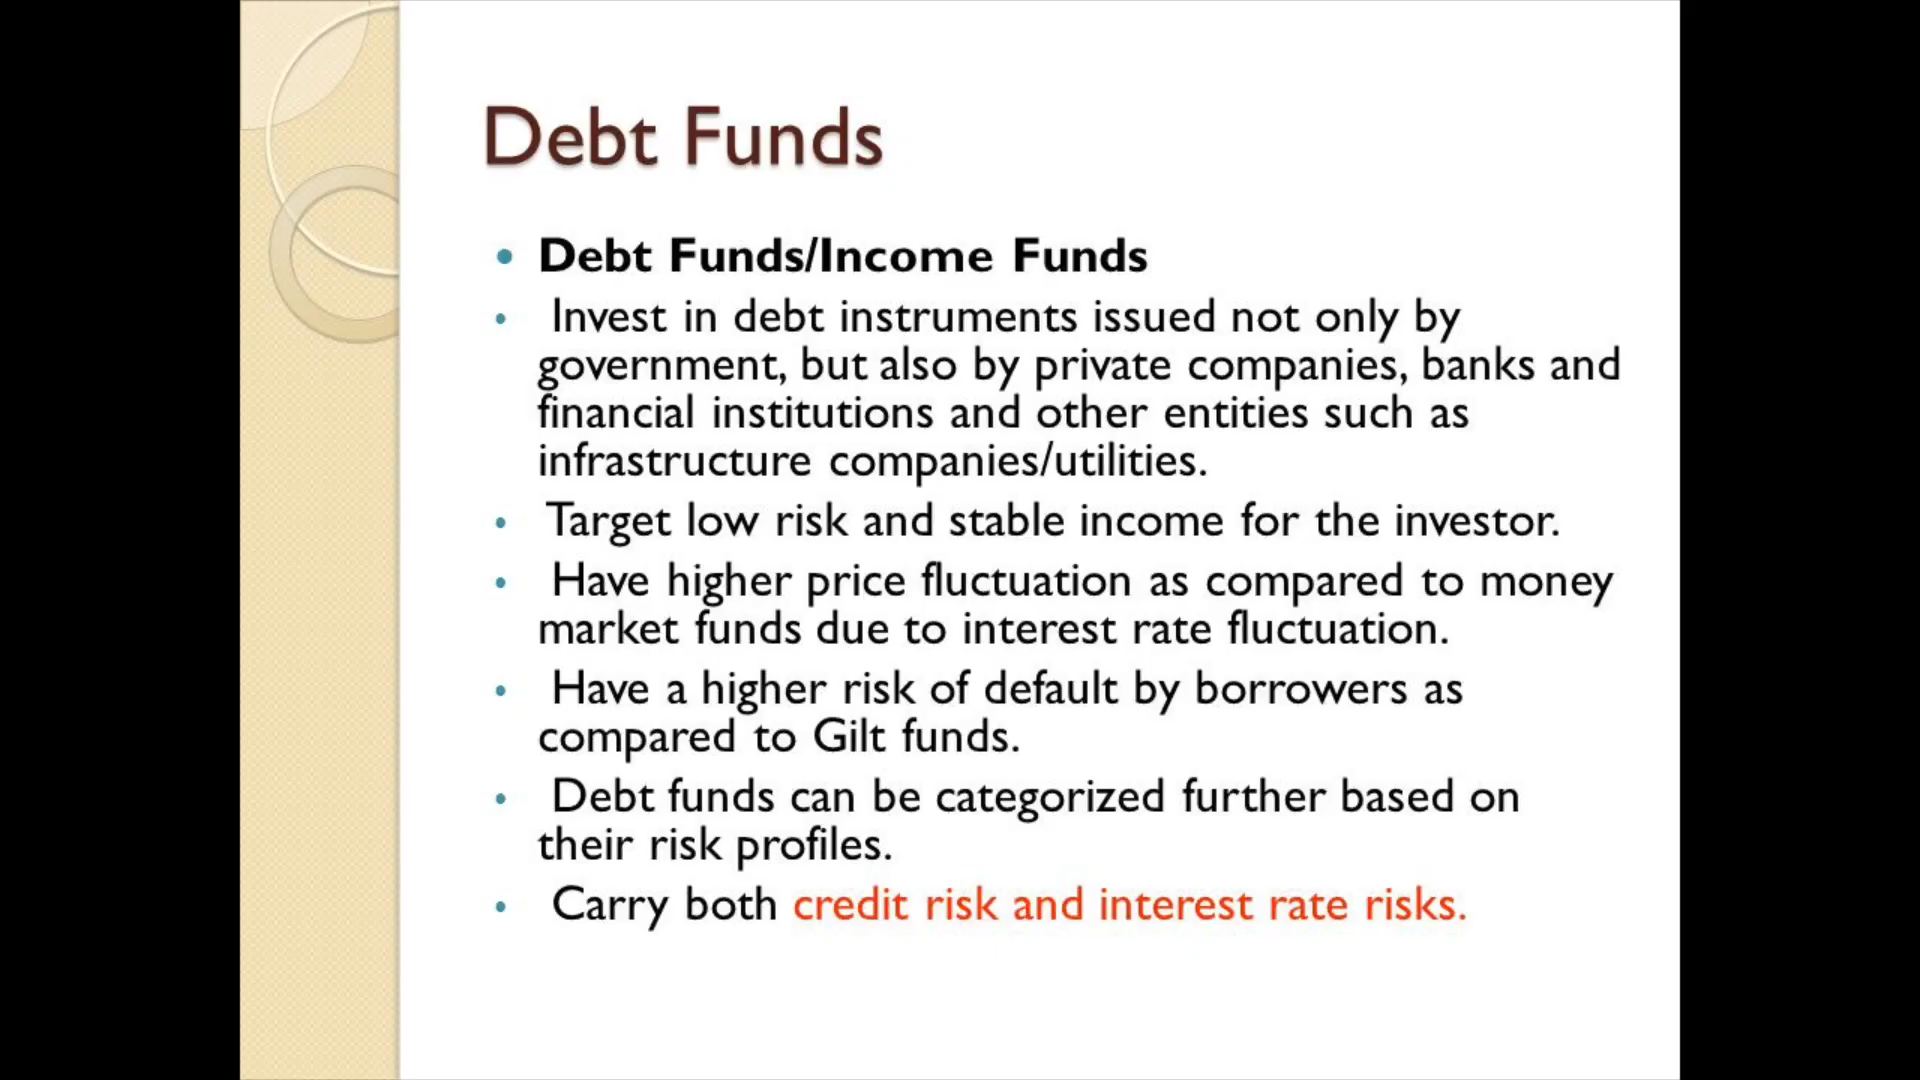 Debt Funds
• Debt Funds/Income Funds
• Invest in debt instruments issued not only by
government, but also by private companies, banks and
financial institutions and other entities such as
infrastructure companies/utilities.
• Target low risk and stable income for the investor.
• Have higher price fluctuation as compared to money
market funds due to interest rate fluctuation.
• Have a higher risk of default by borrowers as
compared to Gilt funds.
• Debt funds can be categorized further based on
their risk profiles.
• Carry both credit risk and interest rate risks.